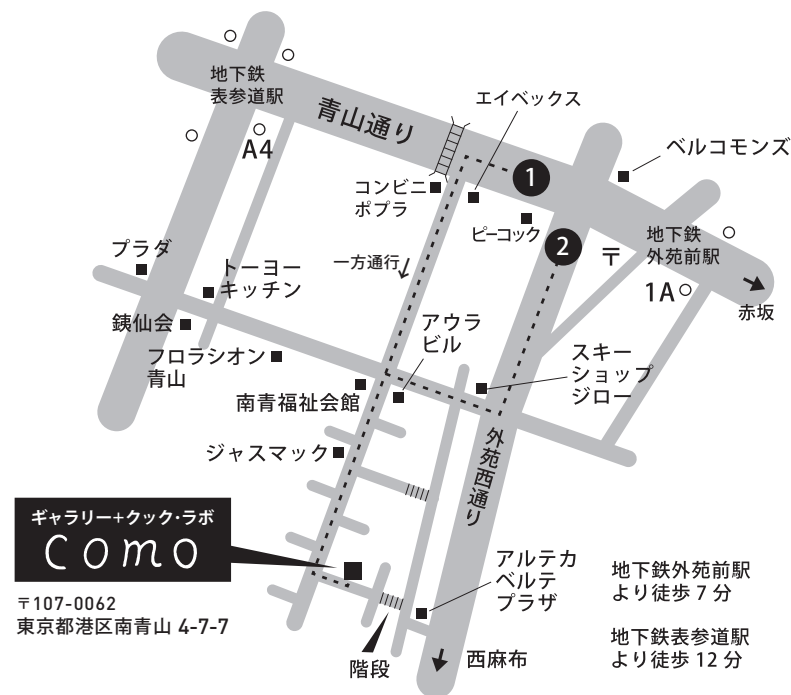 地下鉄
表参道駅
A4
青山通り
エイベックス
ベルコモンズ
1
コンビニ
ポプラ
ピーコック
2
〒
地下鉄
外苑前駅
1A
赤坂
プラダ
トーヨー
キッチン
一方通行
銕仙会
フロラシオン
青山
アウラ
ビル
スキー
ショップ
ジロー
南青福祉会館
外苑西通り
ジャスマック
ギャラリー+クック・ラボ
como
〒107-0062
東京都港区南青山 4-7-7
アルテカ
ベルテ
プラザ
階段
西麻布
地下鉄外苑前駅
より徒歩 7 分
地下鉄表参道駅
より徒歩 12 分